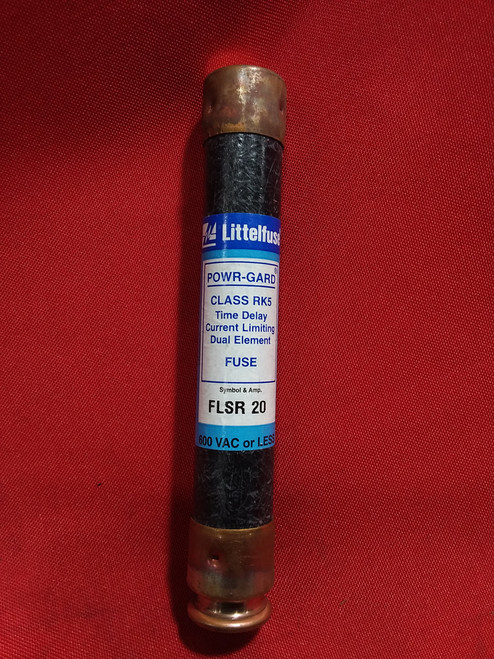 Littelfuse
POWR-GARD®
CLASS RK5
Time Delay
Current Limiting
Dual Element
FUSE
Symbol & Amp.
FLSR 20
600 VAC or LESS